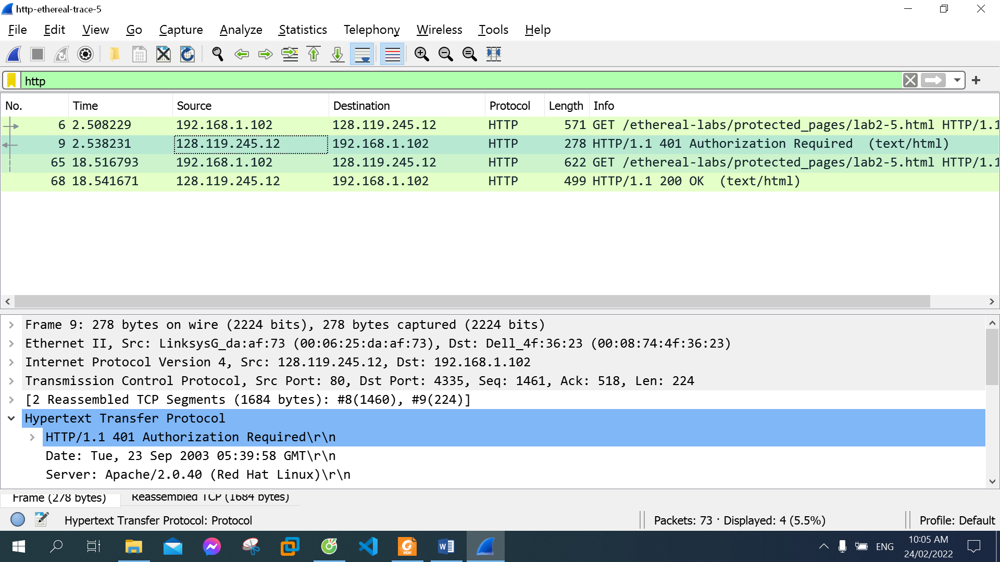 http-ethereal-trace-5
File Edit View Go Capture Analyze Statistics Telephony Wireless Tools Help
http
No. Time Source Destination Protocol Length Info
6 2.508229 192.168.1.102 128.119.245.12 HTTP 571 GET /ethereal-labs/protected_pages/lab2-5.html HTTP/1.1
9 2.538231 128.119.245.12 192.168.1.102 HTTP 278 HTTP/1.1 401 Authorization Required (text/html)
65 18.516793 192.168.1.102 128.119.245.12 HTTP 622 GET /ethereal-labs/protected_pages/lab2-5.html HTTP/1.1
68 18.541671 128.119.245.12 192.168.1.102 HTTP 499 HTTP/1.1 200 OK (text/html)
Frame 9: 278 bytes on wire (2224 bits), 278 bytes captured (2224 bits)
Ethernet II, Src: LinksysG_da:af:73 (00:06:25:da:af:73), Dst: Dell_4f:36:23 (00:08:74:4f:36:23)
Internet Protocol Version 4, Src: 128.119.245.12, Dst: 192.168.1.102
Transmission Control Protocol, Src Port: 80, Dst Port: 4335, Seq: 1461, Ack: 518, Len: 224
[2 Reassembled TCP Segments (1684 bytes): #8(1460), #9(224)]
Hypertext Transfer Protocol
HTTP/1.1 401 Authorization Required\r\n
Date: Tue, 23 Sep 2003 05:39:58 GMT\r\n
Server: Apache/2.0.40 (Red Hat Linux)\r\n
Frame (278 bytes) Reassembled TCP (1684 bytes)
Hypertext Transfer Protocol: Protocol Packets: 73 · Displayed: 4 (5.5%) Profile: Default
PDF
ENG
10:05 AM
24/02/2022